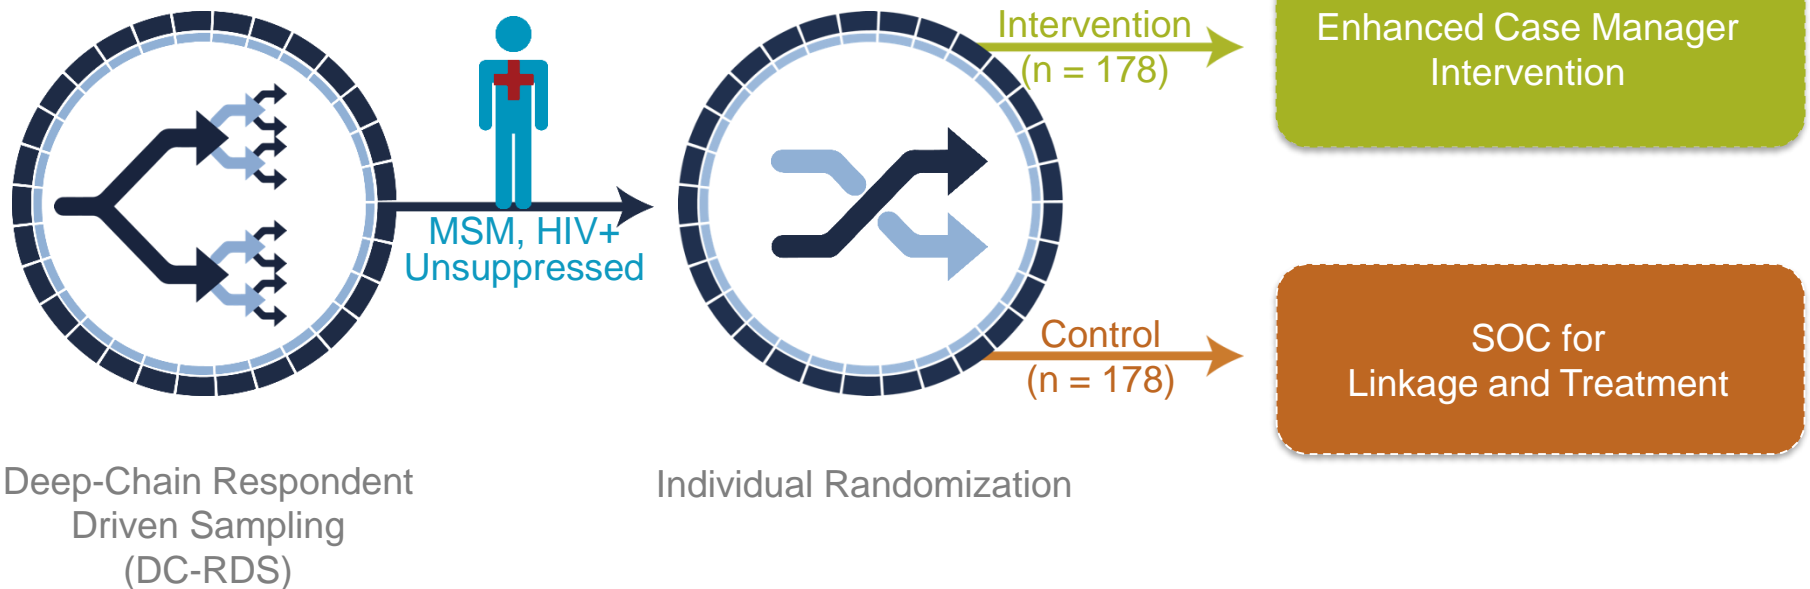 Intervention
(n = 178)
Enhanced Case Manager
Intervention
MSM, HIV+
Unsuppressed
Control
(n = 178)
SOC for
Linkage and Treatment
Deep-Chain Respondent
Driven Sampling
(DC-RDS)
Individual Randomization